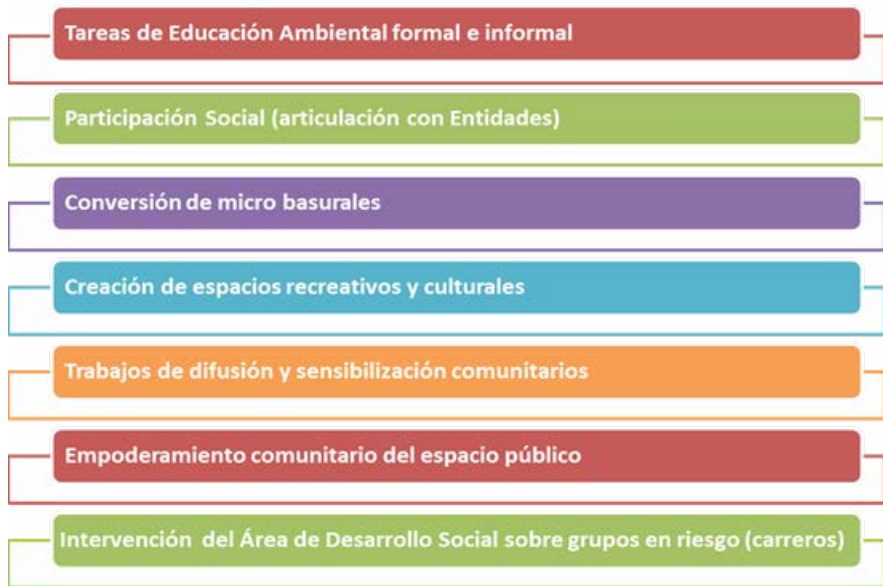 Tareas de Educación Ambiental formal e informal
Participación Social (articulación con Entidades)
Conversión de micro basurales
Creación de espacios recreativos y culturales
Trabajos de difusión y sensibilización comunitarios
Empoderamiento comunitario del espacio público
Intervención del Área de Desarrollo Social sobre grupos en riesgo (carreros)